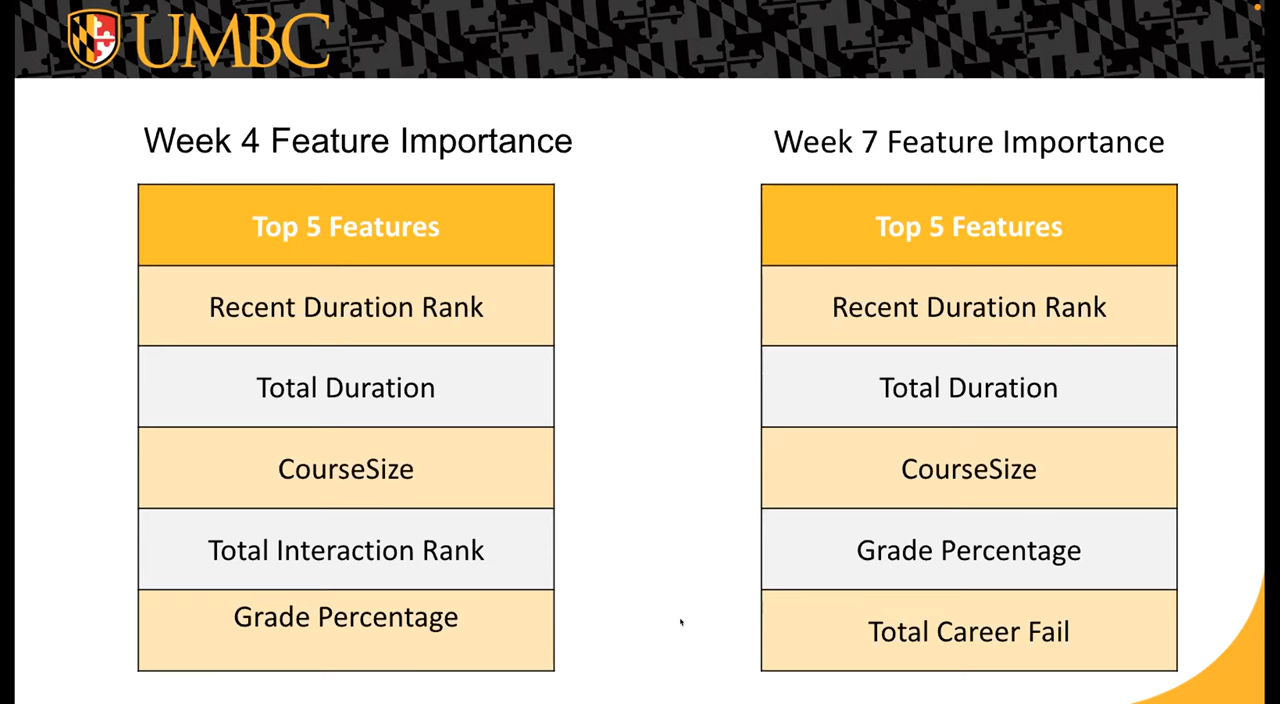 UMBC
Week 4 Feature Importance
Top 5 Features
Recent Duration Rank
Total Duration
CourseSize
Total Interaction Rank
Grade Percentage
Week 7 Feature Importance
Top 5 Features
Recent Duration Rank
Total Duration
CourseSize
Grade Percentage
Total Career Fail